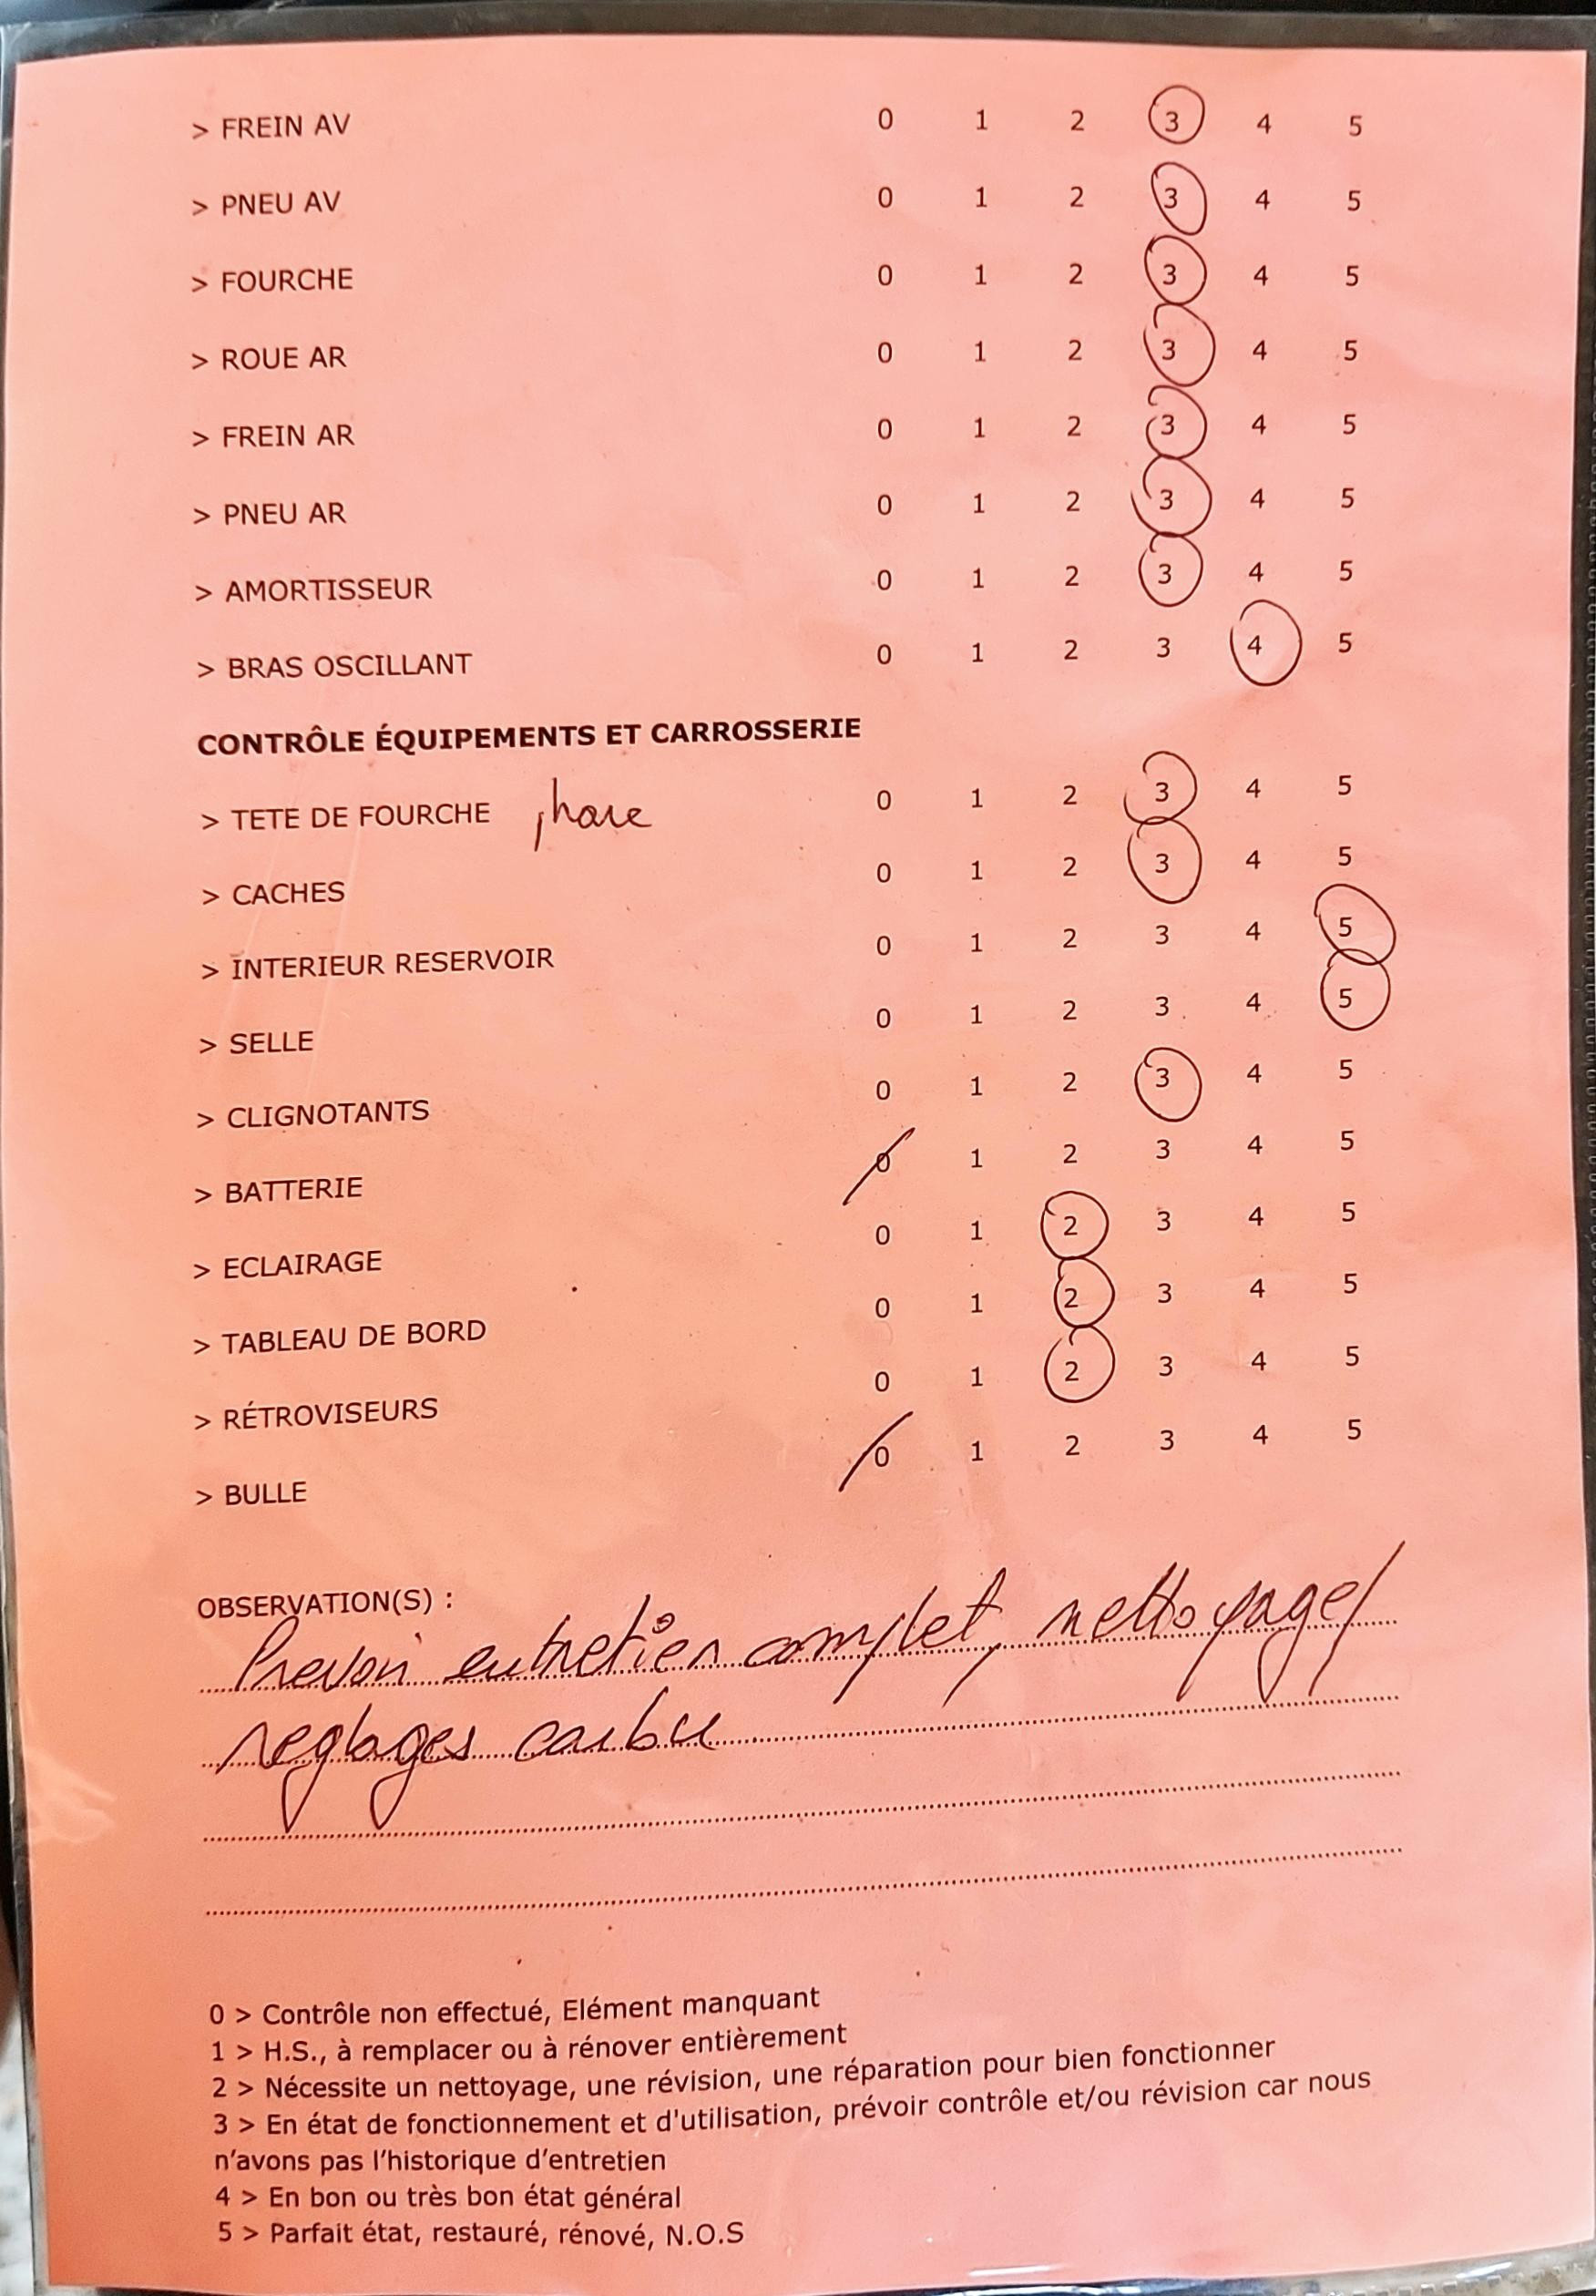 > FREIN AV 0 1 2 3 4 5
> PNEU AV 0 1 2 3 4 5
> FOURCHE 0 1 2 3 4 5
> ROUE AR 0 1 2 3 4 5
> FREIN AR 0 1 2 3 4 5
> PNEU AR 0 1 2 3 4 5
> AMORTISSEUR 0 1 2 3 4 5
> BRAS OSCILLANT 0 1 2 3 4 5
CONTRÔLE ÉQUIPEMENTS ET CARROSSERIE
> TETE DE FOURCHE phare 0 1 2 3 4 5
> CACHES 0 1 2 3 4 5
> INTERIEUR RESERVOIR 0 1 2 3 4 5
> SELLE 0 1 2 3 4 5
> CLIGNOTANTS 0 1 2 3 4 5
> BATTERIE 0 1 2 3 4 5
> ECLAIRAGE 0 1 2 3 4 5
> TABLEAU DE BORD 0 1 2 3 4 5
> RÉTROVISEURS 0 1 2 3 4 5
> BULLE 0 1 2 3 4 5
OBSERVATION(S) :
Prevoir entretien complet, nettoyage/
reglages carbu
0 > Contrôle non effectué, Elément manquant
1 > H.S., à remplacer ou à rénover entièrement
2 > Nécessite un nettoyage, une révision, une réparation pour bien fonctionner
3 > En état de fonctionnement et d'utilisation, prévoir contrôle et/ou révision car nous
n'avons pas l'historique d'entretien
4 > En bon ou très bon état général
5 > Parfait état, restauré, rénové, N.O.S